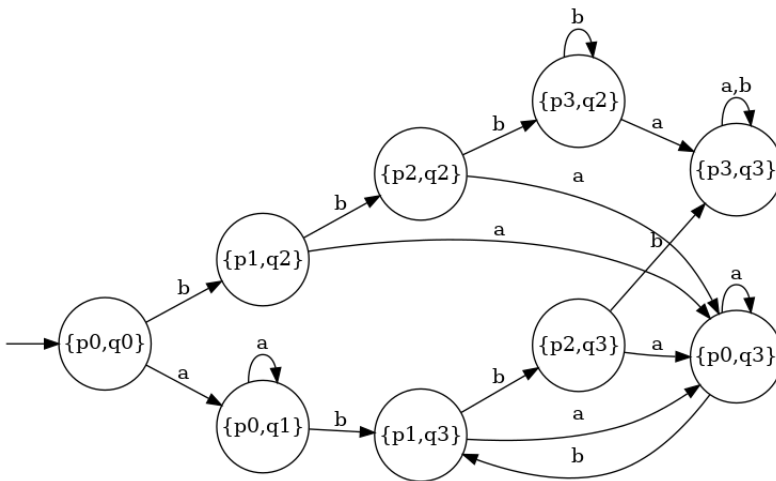 b
{p3,q2}
a,b
b
a
{p3,q3}
{p2,q2}
b
a
{p1,q2}
a
b
b
a
{p0,q0}
{p2,q3}
a
{p0,q3}
a
a
b
{p0,q1}
b
{p1,q3}
a
b